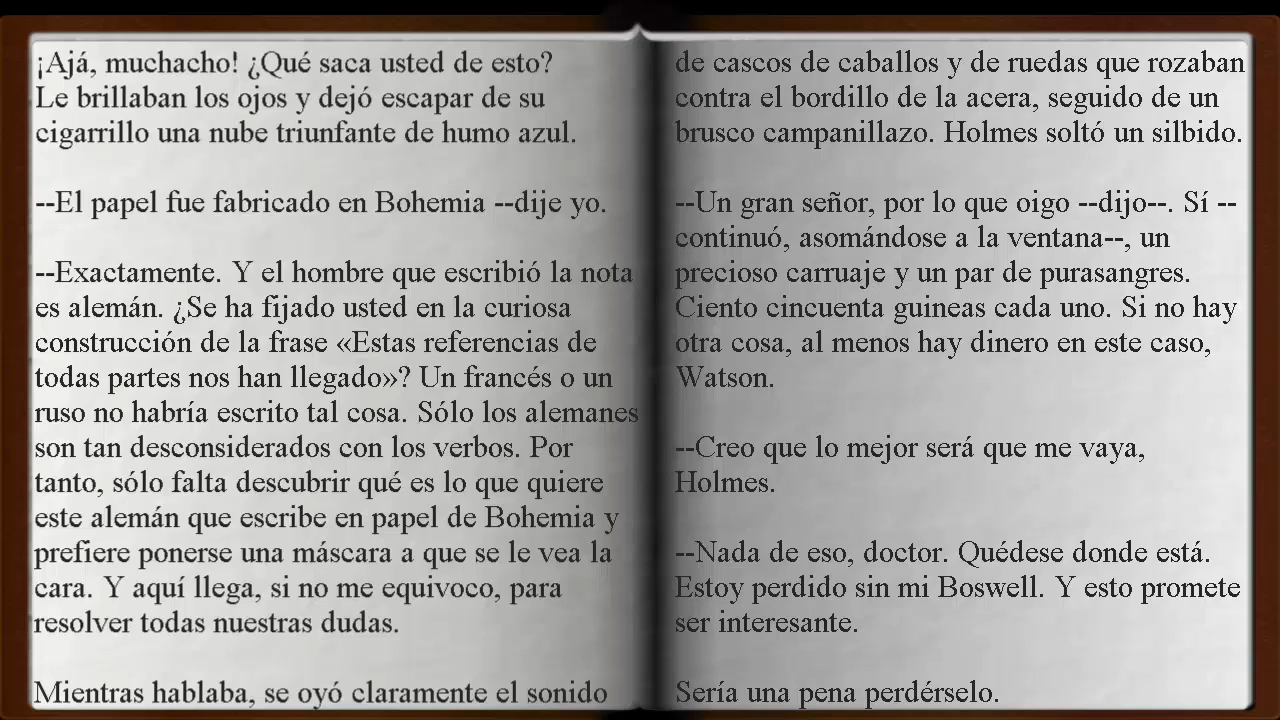 ¡Ajá, muchacho! ¿Qué saca usted de esto?
Le brillaban los ojos y dejó escapar de su
cigarrillo una nube triunfante de humo azul.
--El papel fue fabricado en Bohemia --dije yo.
--Exactamente. Y el hombre que escribió la nota
es alemán. ¿Se ha fijado usted en la curiosa
construcción de la frase «Estas referencias de
todas partes nos han llegado»? Un francés o un
ruso no habría escrito tal cosa. Sólo los alemanes
son tan desconsiderados con los verbos. Por
tanto, sólo falta descubrir qué es lo que quiere
este alemán que escribe en papel de Bohemia y
prefiere ponerse una máscara a que se le vea la
cara. Y aquí llega, si no me equivoco, para
resolver todas nuestras dudas.
Mientras hablaba, se oyó claramente el sonido
de cascos de caballos y de ruedas que rozaban
contra el bordillo de la acera, seguido de un
brusco campanillazo. Holmes soltó un silbido.
--Un gran señor, por lo que oigo --dijo--. Sí --
continuó, asomándose a la ventana--, un
precioso carruaje y un par de purasangres.
Ciento cincuenta guineas cada uno. Si no hay
otra cosa, al menos hay dinero en este caso,
Watson.
--Creo que lo mejor será que me vaya,
Holmes.
--Nada de eso, doctor. Quédese donde está.
Estoy perdido sin mi Boswell. Y esto promete
ser interesante.
Sería una pena perdérselo.